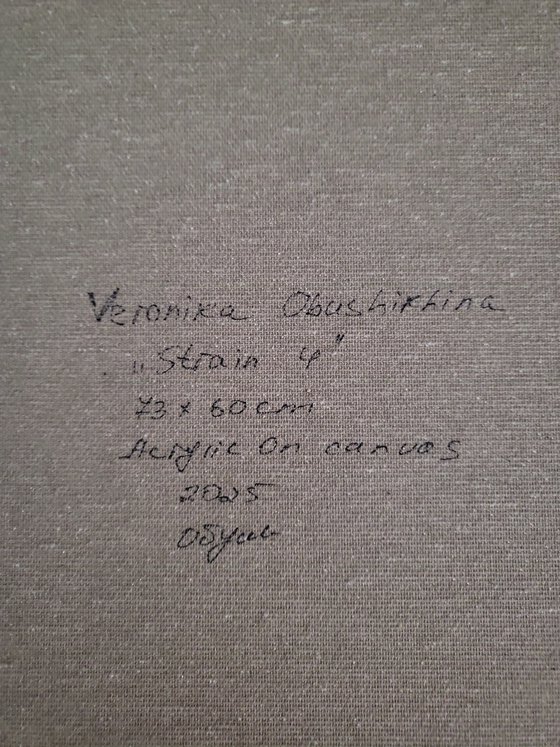 Veronika Obushikhina
„Strain 4"
73 x 60 cm
Acrylic On canvas
2025
Обуш